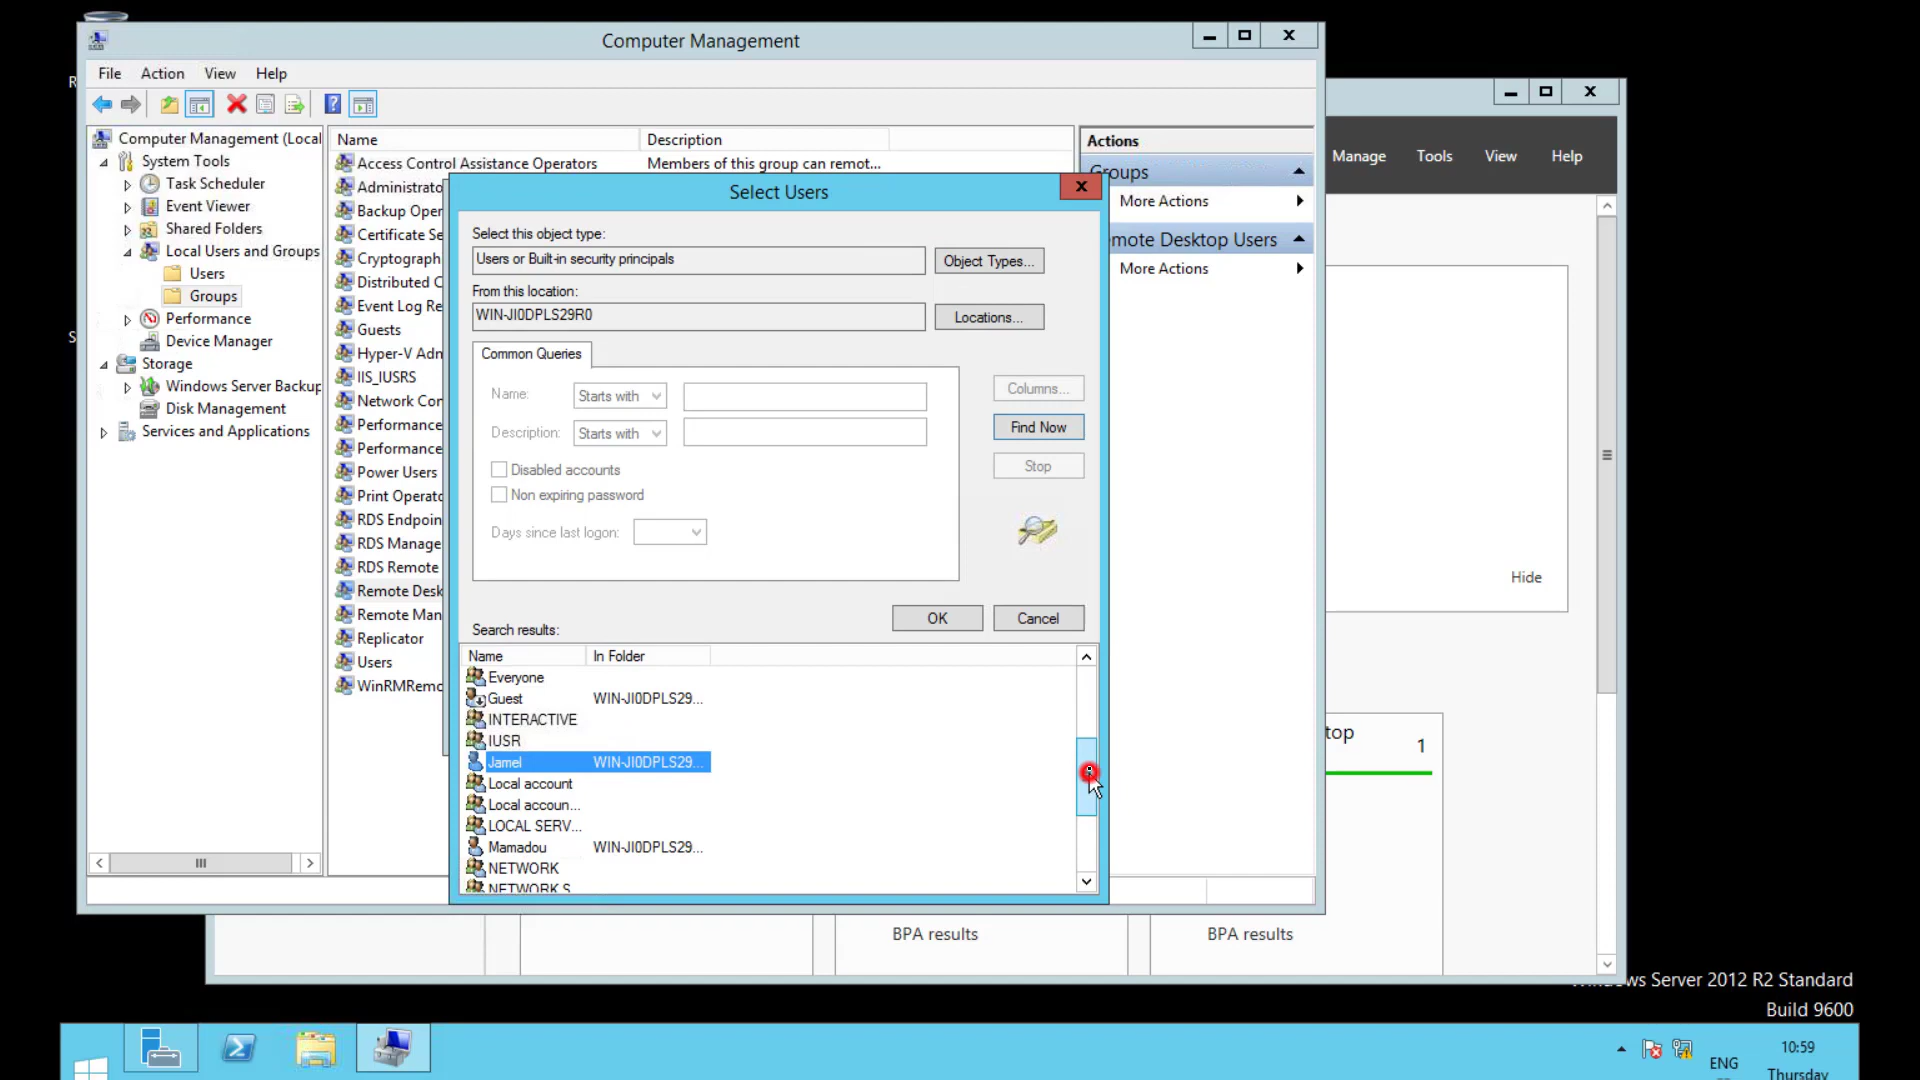 Computer Management
File Action View Help
Computer Management (Local
System Tools
Task Scheduler
Event Viewer
Shared Folders
Local Users and Groups
Users
Groups
Performance
Device Manager
Storage
Windows Server Backup
Disk Management
Services and Applications
Name Description
Access Control Assistance Operators Members of this group can remot...
Administrato
Backup Oper
Certificate Se
Cryptograph
Distributed C
Event Log Re
Guests
Hyper-V Adn
IIS_IUSRS
Network Con
Performance
Performance
Power Users
Print Operato
RDS Endpoin
RDS Manage
RDS Remote
Remote Desk
Remote Man
Replicator
Users
WinRMRemo
Actions
Groups
More Actions
mote Desktop Users
More Actions
Select Users
Select this object type:
Users or Built-in security principals
Object Types...
From this location:
WIN-JI0DPLS29R0
Locations...
Common Queries
Name: Starts with
Description: Starts with
Disabled accounts
Non expiring password
Days since last logon:
Columns...
Find Now
Stop
OK Cancel
Search results:
Name In Folder
Everyone
Guest WIN-JI0DPLS29...
INTERACTIVE
IUSR
Jamel WIN-JI0DPLS29...
Local account
Local accoun...
LOCAL SERV...
Mamadou WIN-JI0DPLS29...
NETWORK
NETWORK S
Manage Tools View Help
Hide
top 1
BPA results
BPA results
ws Server 2012 R2 Standard
Build 9600
ENG
10:59
Thursday